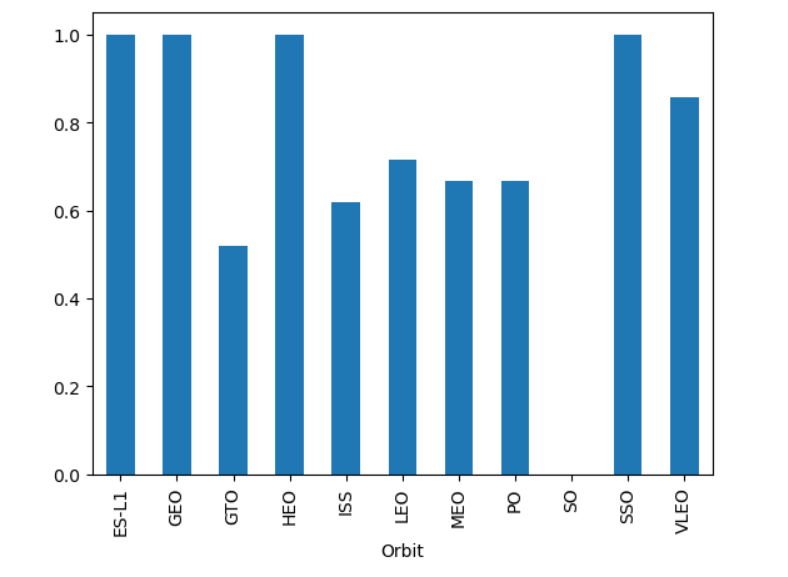 1.0
0.8
0.6
0.4
0.2
0.0
ES-L1
GEO
GTO
HEO
ISS
LEO
MEO
PO
SO
SSO
VLEO
Orbit